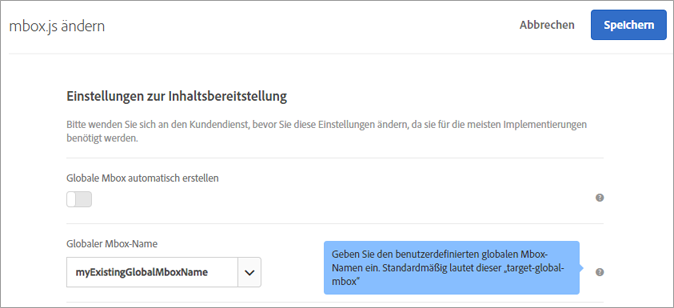 mbox.js ändern
Abbrechen
Speichern
Einstellungen zur Inhaltsbereitstellung
Bitte wenden Sie sich an den Kundendienst, bevor Sie diese Einstellungen ändern, da sie für die meisten Implementierungen
benötigt werden.
Globale Mbox automatisch erstellen
?
Globaler Mbox-Name
myExistingGlobalMboxName
Geben Sie den benutzerdefinierten globalen Mbox-
Namen ein. Standardmäßig lautet dieser „target-global-
mbox“
?